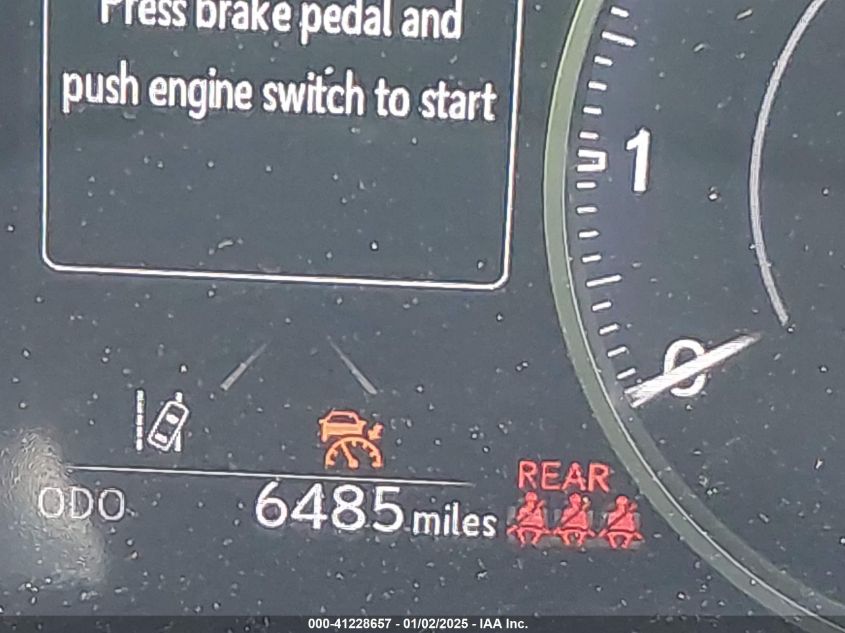 Press brake pedal and
push engine switch to start
1
0
REAR
ODO 6485 miles
000-41228657 - 01/02/2025 - IAA Inc.